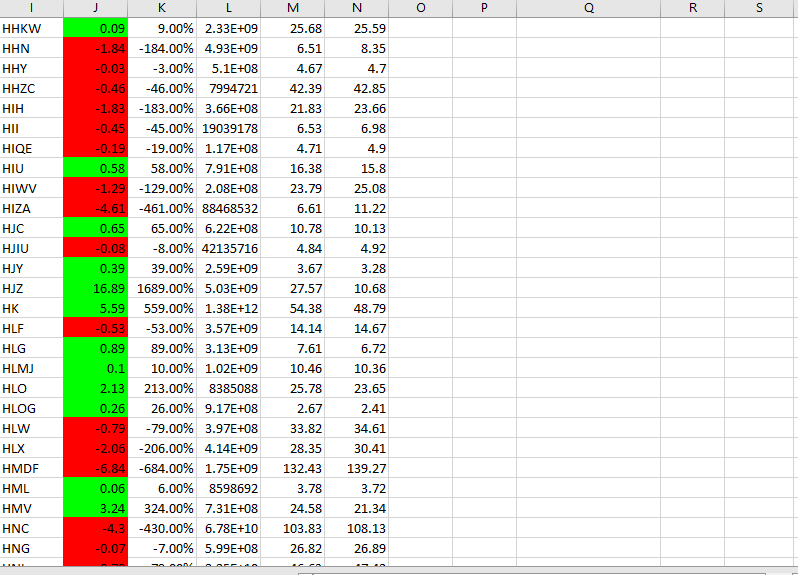 I J K L M N O P Q R S
HHKW 0.09 9.00% 2.33E+09 25.68 25.59
HHN -1.84 -184.00% 4.93E+09 6.51 8.35
HHY -0.03 -3.00% 5.1E+08 4.67 4.7
HHZC -0.46 -46.00% 7994721 42.39 42.85
HIH -1.83 -183.00% 3.66E+08 21.83 23.66
HII -0.45 -45.00% 19039178 6.53 6.98
HIQE -0.19 -19.00% 1.17E+08 4.71 4.9
HIU 0.58 58.00% 7.91E+08 16.38 15.8
HIWV -1.29 -129.00% 2.08E+08 23.79 25.08
HIZA -4.61 -461.00% 88468532 6.61 11.22
HJC 0.65 65.00% 6.22E+08 10.78 10.13
HJIU -0.08 -8.00% 42135716 4.84 4.92
HJY 0.39 39.00% 2.59E+09 3.67 3.28
HJZ 16.89 1689.00% 5.03E+09 27.57 10.68
HK 5.59 559.00% 1.38E+12 54.38 48.79
HLF -0.53 -53.00% 3.57E+09 14.14 14.67
HLG 0.89 89.00% 3.13E+09 7.61 6.72
HLMJ 0.1 10.00% 1.02E+09 10.46 10.36
HLO 2.13 213.00% 8385088 25.78 23.65
HLOG 0.26 26.00% 9.17E+08 2.67 2.41
HLW -0.79 -79.00% 3.97E+08 33.82 34.61
HLX -2.06 -206.00% 4.14E+09 28.35 30.41
HMDF -6.84 -684.00% 1.75E+09 132.43 139.27
HML 0.06 6.00% 8598692 3.78 3.72
HMV 3.24 324.00% 7.31E+08 24.58 21.34
HNC -4.3 -430.00% 6.78E+10 103.83 108.13
HNG -0.07 -7.00% 5.99E+08 26.82 26.89